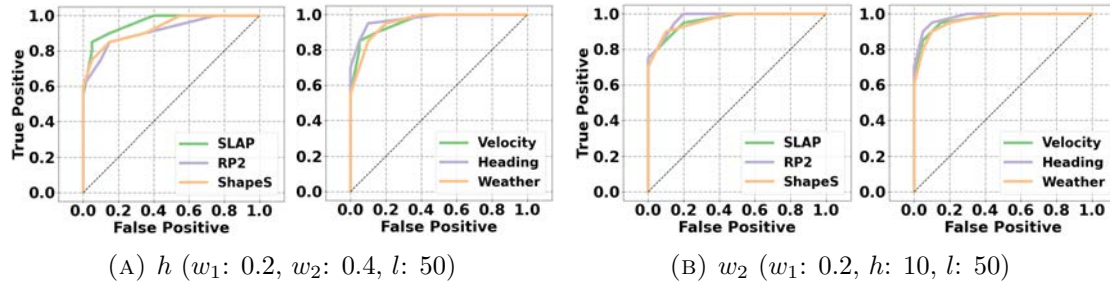 True Positive
1.0
0.8
0.6
0.4
0.2
0.0
SLAP
RP2
ShapeS
0.0 0.2 0.4 0.6 0.8 1.0
False Positive
1.0
0.8
0.6
0.4
0.2
0.0
Velocity
Heading
Weather
0.0 0.2 0.4 0.6 0.8 1.0
False Positive
(A) h (w₁: 0.2, w₂: 0.4, l: 50)
True Positive
1.0
0.8
0.6
0.4
0.2
0.0
SLAP
RP2
ShapeS
0.0 0.2 0.4 0.6 0.8 1.0
False Positive
1.0
0.8
0.6
0.4
0.2
0.0
Velocity
Heading
Weather
0.0 0.2 0.4 0.6 0.8 1.0
False Positive
(B) w₂ (w₁: 0.2, h: 10, l: 50)